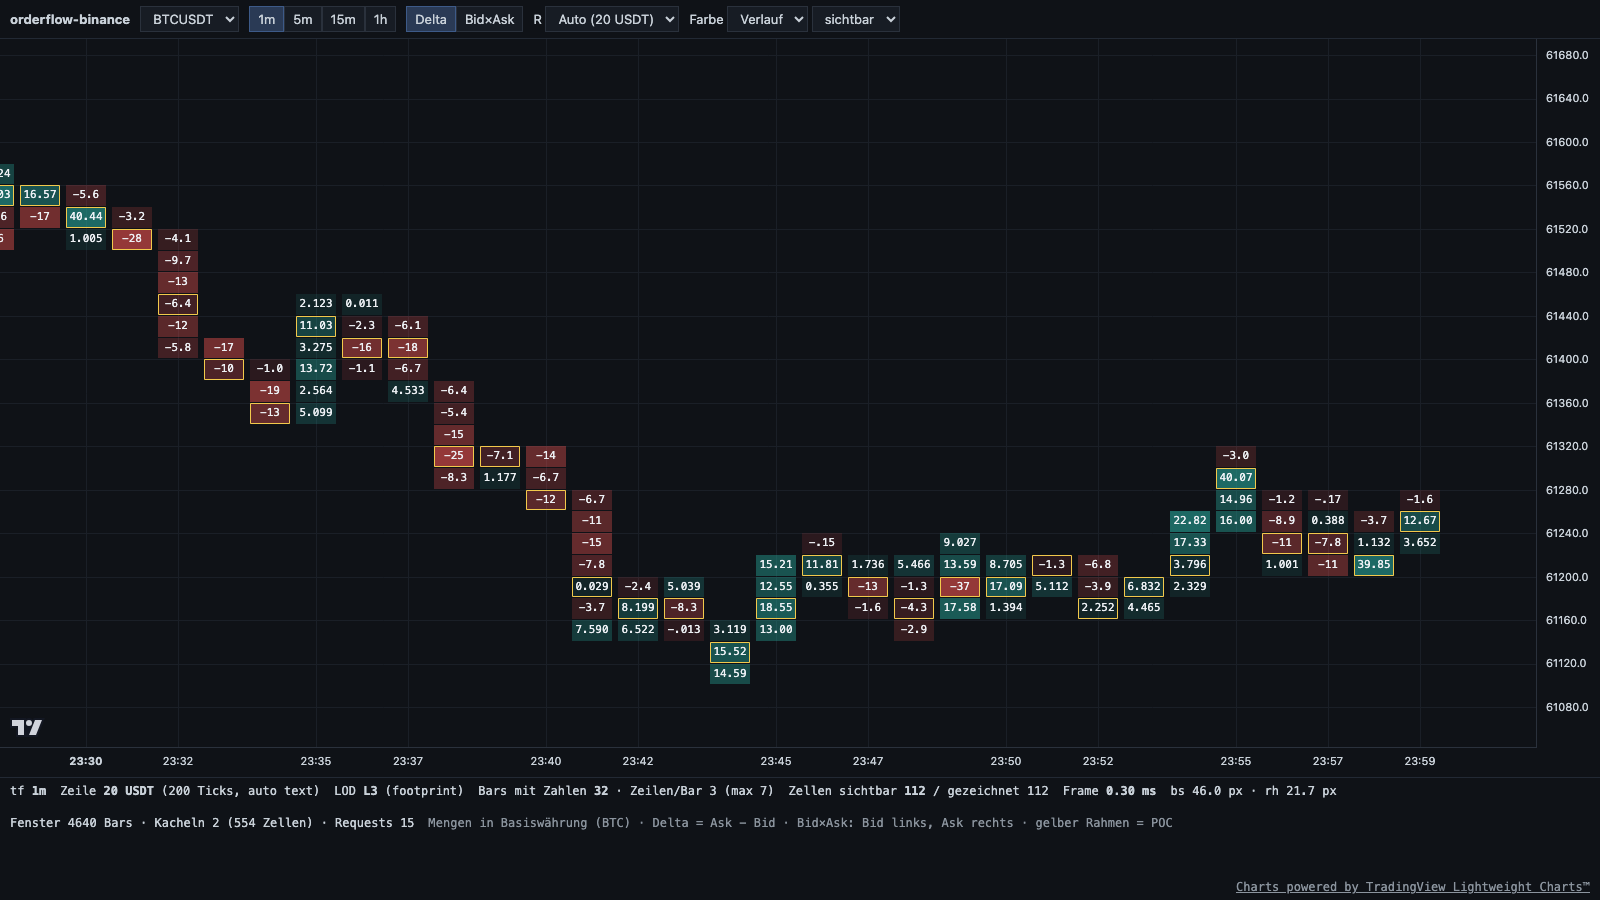 orderflow-binance BTCUSDT 1m 5m 15m 1h Delta Bid×Ask R Auto (20 USDT) Farbe Verlauf sichtbar
61680.0
61640.0
61600.0
24
61560.0
03 16.57 −5.6
6 −17 40.44 −3.2
61520.0
6 1.005 −28 −4.1
−9.7
61480.0
−13
−6.4 2.123 0.011
61440.0
−12 11.03 −2.3 −6.1
−5.8 −17 3.275 −16 −18
61400.0
−10 −1.0 13.72 −1.1 −6.7
−19 2.564 4.533 −6.4
61360.0
−13 5.099 −5.4
−15
61320.0
−25 −7.1 −14 −3.0
−8.3 1.177 −6.7 40.07
61280.0
−12 −6.7 14.96 −1.2 −.17 −1.6
−11 22.82 16.00 −8.9 0.388 −3.7 12.67
61240.0
−15 −.15 9.027 17.33 −11 −7.8 1.132 3.652
−7.8 15.21 11.81 1.736 5.466 13.59 8.705 −1.3 −6.8 3.796 1.001 −11 39.85
61200.0
0.029 −2.4 5.039 12.55 0.355 −13 −1.3 −37 17.09 5.112 −3.9 6.832 2.329
−3.7 8.199 −8.3 18.55 −1.6 −4.3 17.58 1.394 2.252 4.465
61160.0
7.590 6.522 −.013 3.119 13.00 −2.9
15.52
61120.0
14.59
61080.0
23:30 23:32 23:35 23:37 23:40 23:42 23:45 23:47 23:50 23:52 23:55 23:57 23:59
tf 1m Zeile 20 USDT (200 Ticks, auto text) LOD L3 (footprint) Bars mit Zahlen 32 · Zeilen/Bar 3 (max 7) Zellen sichtbar 112 / gezeichnet 112 Frame 0.30 ms bs 46.0 px · rh 21.7 px
Fenster 4640 Bars · Kacheln 2 (554 Zellen) · Requests 15 Mengen in Basiswährung (BTC) · Delta = Ask − Bid · Bid×Ask: Bid links, Ask rechts · gelber Rahmen = POC
Charts powered by TradingView Lightweight Charts™